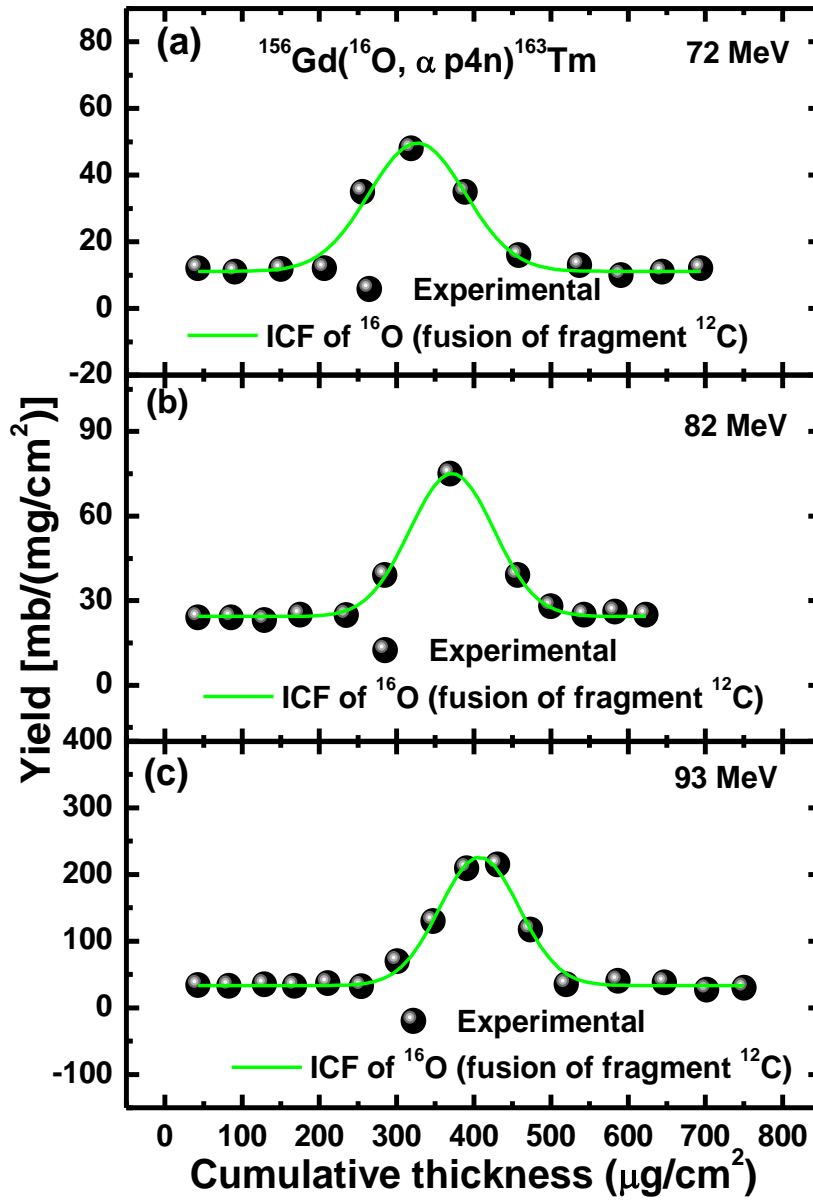 (a)
¹⁵⁶Gd(¹⁶O, α p4n)¹⁶³Tm
72 MeV
80
60
40
20
0
-20
Experimental
ICF of ¹⁶O (fusion of fragment ¹²C)
(b)
82 MeV
90
60
30
0
Experimental
ICF of ¹⁶O (fusion of fragment ¹²C)
(c)
93 MeV
400
300
200
100
0
-100
Experimental
ICF of ¹⁶O (fusion of fragment ¹²C)
Yield [mb/(mg/cm²)]
0 100 200 300 400 500 600 700 800
Cumulative thickness (μg/cm²)